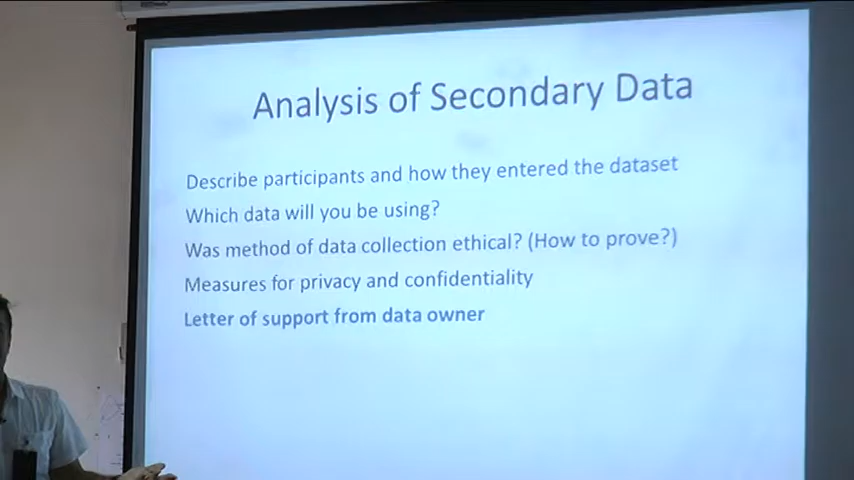 Analysis of Secondary Data
Describe participants and how they entered the dataset
Which data will you be using?
Was method of data collection ethical? (How to prove?)
Measures for privacy and confidentiality
Letter of support from data owner